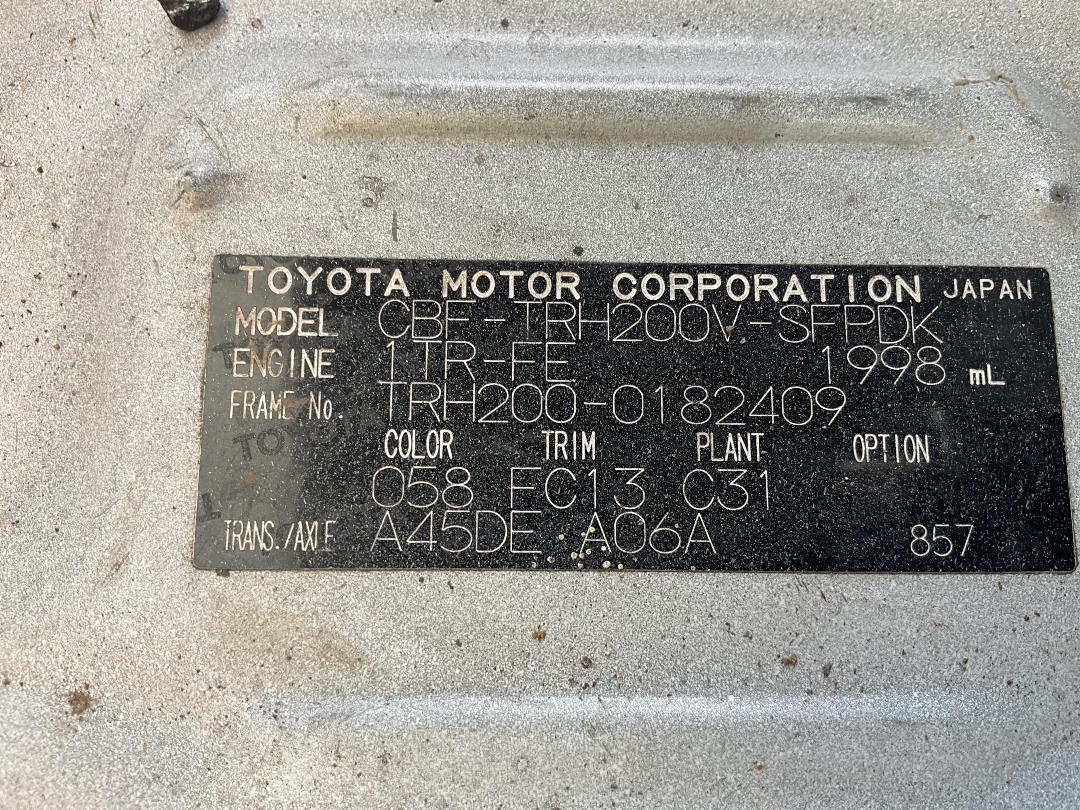 TOYOTA MOTOR CORPORATION JAPAN
MODEL CBF-TRH200V-SFPDK
ENGINE 1TR-FE 1998 mL
FRAME No. TRH200-0182409
COLOR TRIM PLANT OPTION
058 FC13 C31
TRANS./AXLE A45DE A06A 857